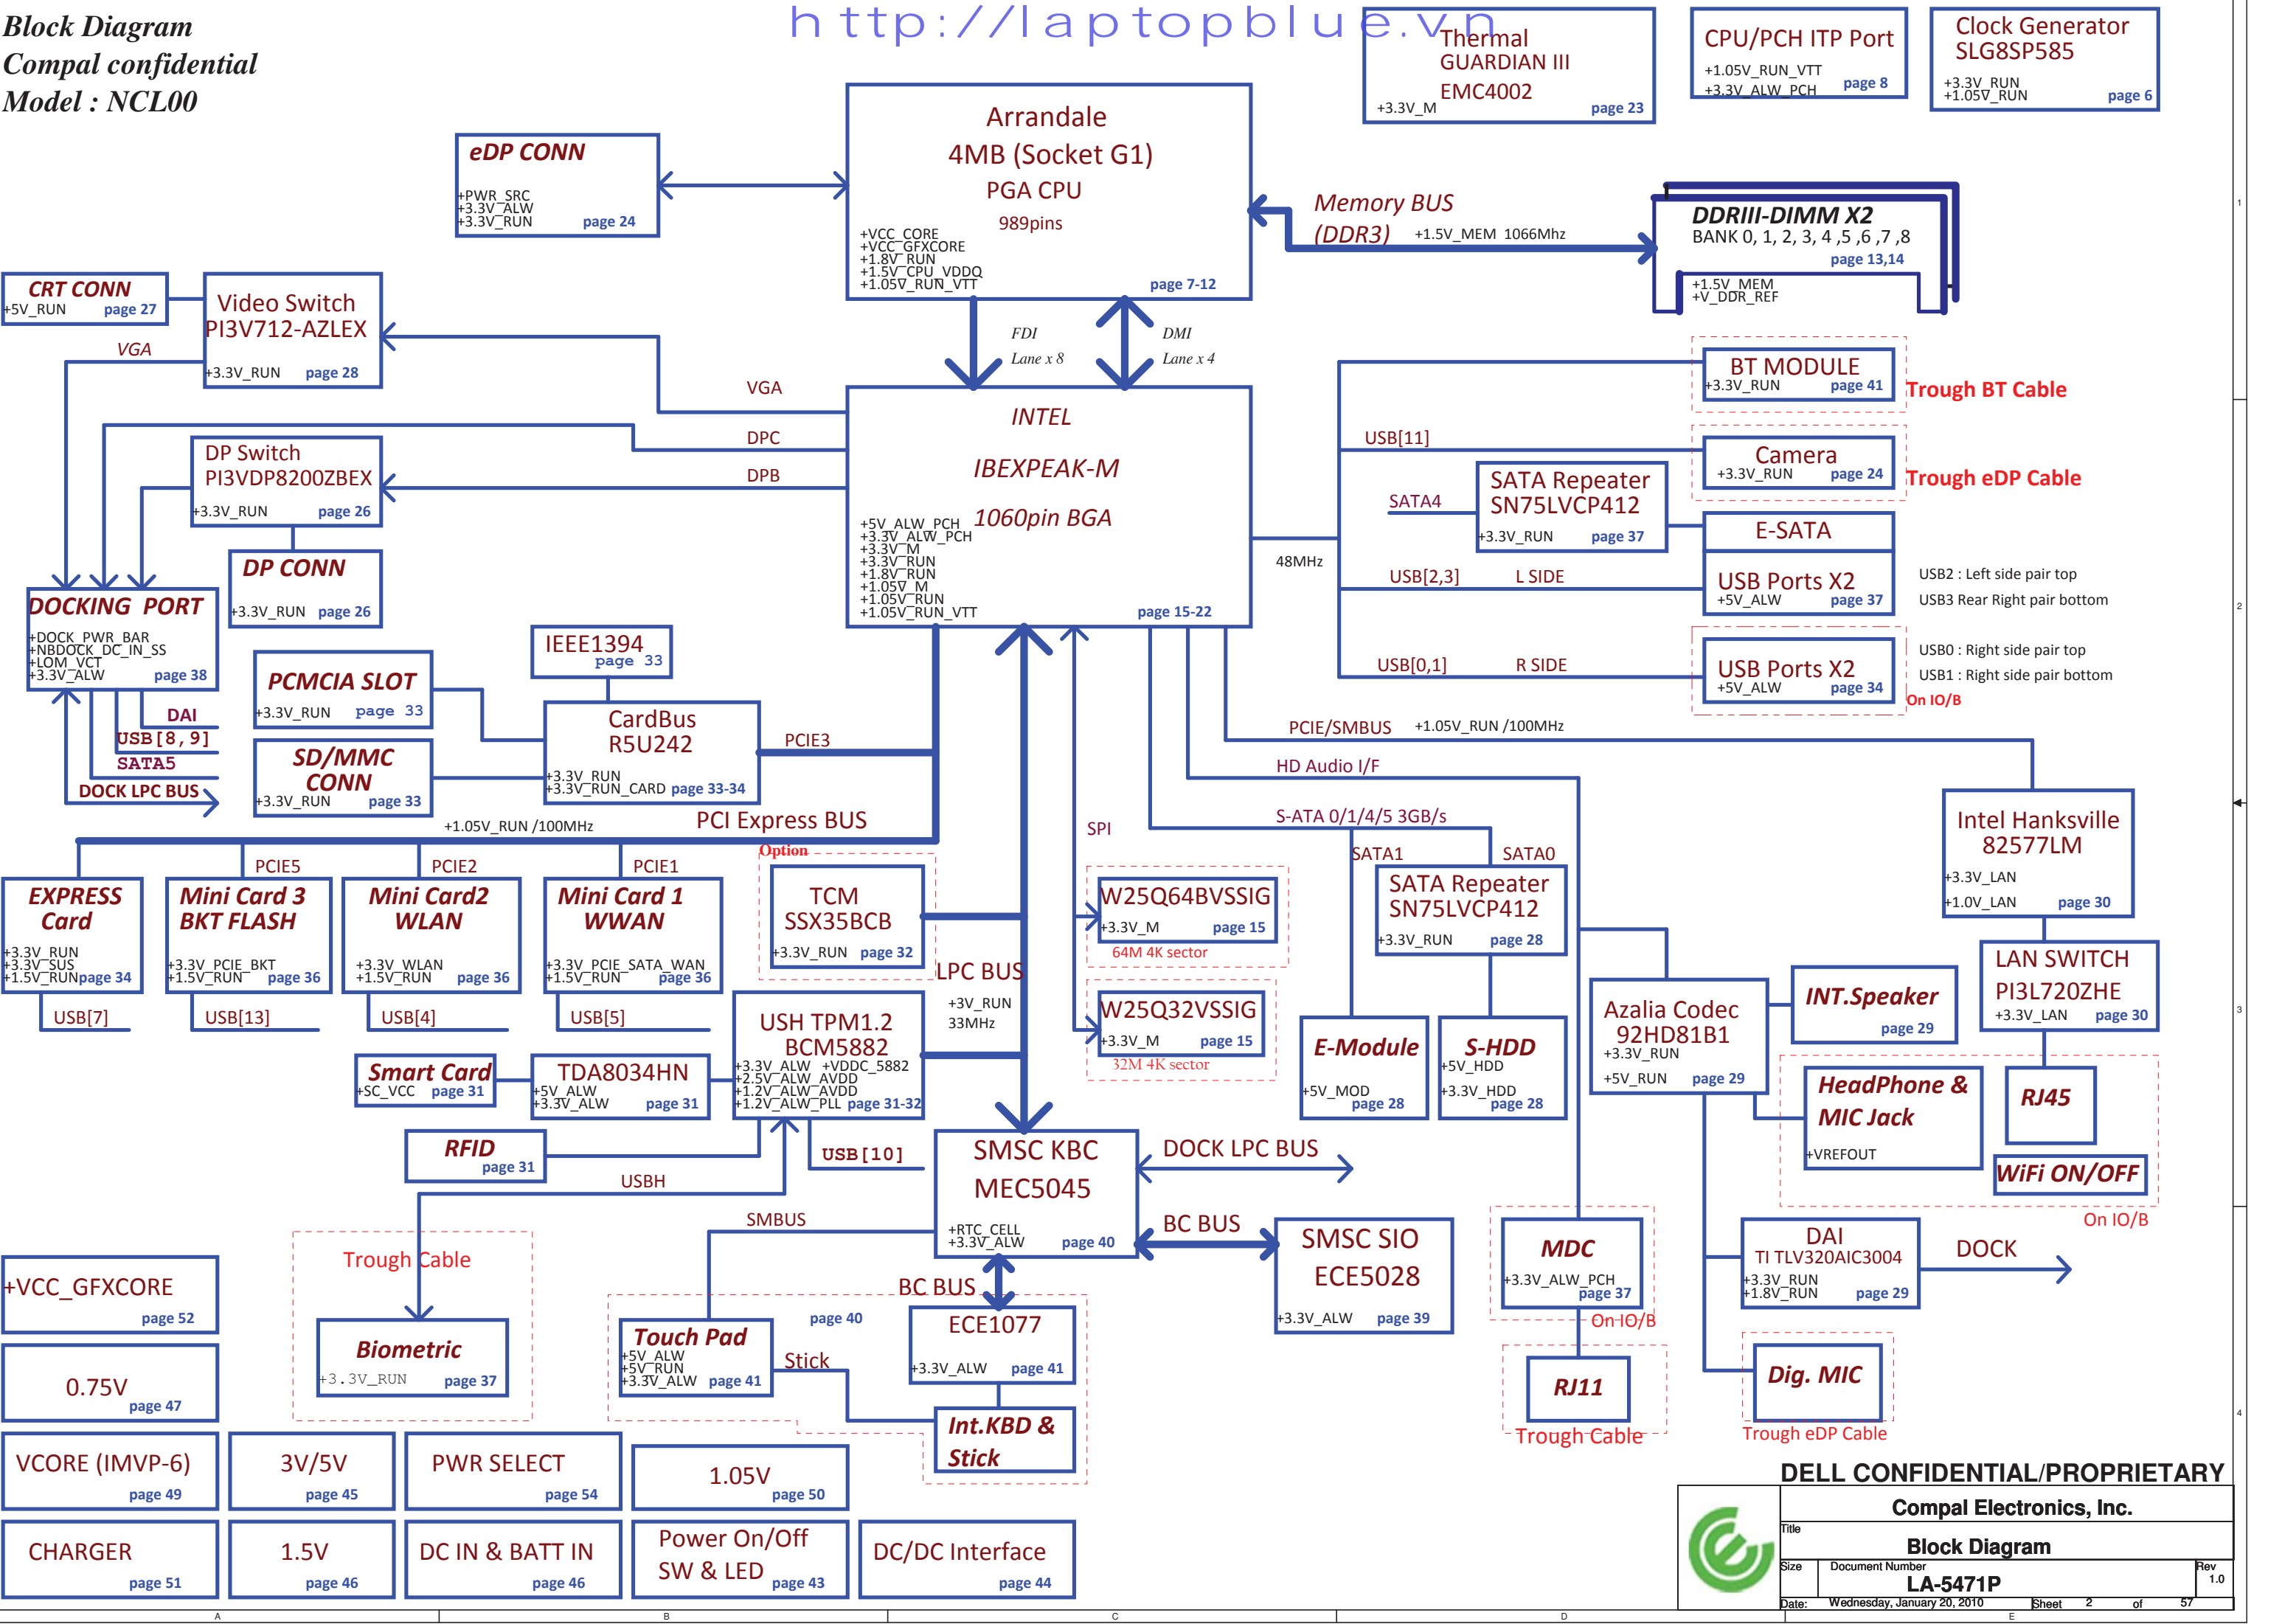 Block Diagram
Compal confidential
Model : NCL00
http://laptopblue.vn
Thermal
GUARDIAN III
EMC4002
+3.3V_M
page 23
CPU/PCH ITP Port
+1.05V_RUN_VTT
+3.3V_ALW_PCH
page 8
Clock Generator
SLG8SP585
+3.3V_RUN
+1.05V_RUN
page 6
eDP CONN
+PWR_SRC
+3.3V_ALW
+3.3V_RUN
page 24
Arrandale
4MB (Socket G1)
PGA CPU
989pins
+VCC_CORE
+VCC_GFXCORE
+1.8V_RUN
+1.5V_CPU_VDDQ
+1.05V_RUN_VTT
page 7-12
Memory BUS
(DDR3)
+1.5V_MEM 1066Mhz
DDRIII-DIMM X2
BANK 0, 1, 2, 3, 4 ,5 ,6 ,7 ,8
page 13,14
+1.5V_MEM
+V_DDR_REF
CRT CONN
+5V_RUN
page 27
Video Switch
PI3V712-AZLEX
+3.3V_RUN
page 28
VGA
FDI
Lane x 8
DMI
Lane x 4
VGA
DPC
DPB
INTEL
IBEXPEAK-M
1060pin BGA
+5V_ALW_PCH
+3.3V_ALW_PCH
+3.3V_M
+3.3V_RUN
+1.8V_RUN
+1.05V_M
+1.05V_RUN
+1.05V_RUN_VTT
page 15-22
BT MODULE
+3.3V_RUN
page 41
Trough BT Cable
USB[11]
Camera
+3.3V_RUN
page 24
Trough eDP Cable
DP Switch
PI3VDP8200ZBEX
+3.3V_RUN
page 26
DP CONN
+3.3V_RUN
page 26
SATA4
SATA Repeater
SN75LVCP412
+3.3V_RUN
page 37
E-SATA
48MHz
USB[2,3]
L SIDE
USB Ports X2
+5V_ALW
page 37
USB2 : Left side pair top
USB3 Rear Right pair bottom
USB[0,1]
R SIDE
USB Ports X2
+5V_ALW
page 34
USB0 : Right side pair top
USB1 : Right side pair bottom
On IO/B
DOCKING PORT
+DOCK_PWR_BAR
+NBDOCK_DC_IN_SS
+LOM_VCT
+3.3V_ALW
page 38
DAI
USB[8,9]
SATA5
DOCK LPC BUS
IEEE1394
page 33
PCMCIA SLOT
+3.3V_RUN
page 33
SD/MMC
CONN
+3.3V_RUN
page 33
CardBus
R5U242
+3.3V_RUN
+3.3V_RUN_CARD
page 33-34
PCIE3
PCIE/SMBUS
+1.05V_RUN /100MHz
HD Audio I/F
S-ATA 0/1/4/5 3GB/s
SPI
+1.05V_RUN /100MHz
PCI Express BUS
PCIE5
PCIE2
PCIE1
EXPRESS
Card
+3.3V_RUN
+3.3V_SUS
+1.5V_RUN
page 34
USB[7]
Mini Card 3
BKT FLASH
+3.3V_PCIE_BKT
+1.5V_RUN
page 36
USB[13]
Mini Card2
WLAN
+3.3V_WLAN
+1.5V_RUN
page 36
USB[4]
Mini Card 1
WWAN
+3.3V_PCIE_SATA_WAN
+1.5V_RUN
page 36
USB[5]
Option
TCM
SSX35BCB
+3.3V_RUN
page 32
LPC BUS
+3V_RUN
33MHz
W25Q64BVSSIG
+3.3V_M
page 15
64M 4K sector
W25Q32VSSIG
+3.3V_M
page 15
32M 4K sector
SATA1
SATA0
SATA Repeater
SN75LVCP412
+3.3V_RUN
page 28
E-Module
+5V_MOD
page 28
S-HDD
+5V_HDD
+3.3V_HDD
page 28
Intel Hanksville
82577LM
+3.3V_LAN
+1.0V_LAN
page 30
LAN SWITCH
PI3L720ZHE
+3.3V_LAN
page 30
Azalia Codec
92HD81B1
+3.3V_RUN
+5V_RUN
page 29
INT.Speaker
page 29
HeadPhone &
MIC Jack
+VREFOUT
RJ45
WiFi ON/OFF
On IO/B
Smart Card
+SC_VCC
page 31
TDA8034HN
+5V_ALW
+3.3V_ALW
page 31
USH TPM1.2
BCM5882
+3.3V_ALW +VDDC_5882
+2.5V_ALW_AVDD
+1.2V_ALW_AVDD
+1.2V_ALW_PLL
page 31-32
RFID
page 31
USBH
USB[10]
SMBUS
SMSC KBC
MEC5045
+RTC_CELL
+3.3V_ALW
page 40
DOCK LPC BUS
BC BUS
SMSC SIO
ECE5028
+3.3V_ALW
page 39
MDC
+3.3V_ALW_PCH
page 37
On IO/B
RJ11
Trough Cable
DAI
TI TLV320AIC3004
+3.3V_RUN
+1.8V_RUN
page 29
DOCK
Dig. MIC
Trough eDP Cable
Trough Cable
Biometric
+3.3V_RUN
page 37
BC BUS
page 40
Touch Pad
+5V_ALW
+5V_RUN
+3.3V_ALW
page 41
Stick
ECE1077
+3.3V_ALW
page 41
Int.KBD &
Stick
+VCC_GFXCORE
page 52
0.75V
page 47
VCORE (IMVP-6)
page 49
3V/5V
page 45
PWR SELECT
page 54
1.05V
page 50
CHARGER
page 51
1.5V
page 46
DC IN & BATT IN
page 46
Power On/Off
SW & LED
page 43
DC/DC Interface
page 44
DELL CONFIDENTIAL/PROPRIETARY
Compal Electronics, Inc.
Title
Block Diagram
Size
Document Number
LA-5471P
Rev
1.0
Date:
Wednesday, January 20, 2010
Sheet 2 of 57
1
2
3
4
A
B
C
D
E